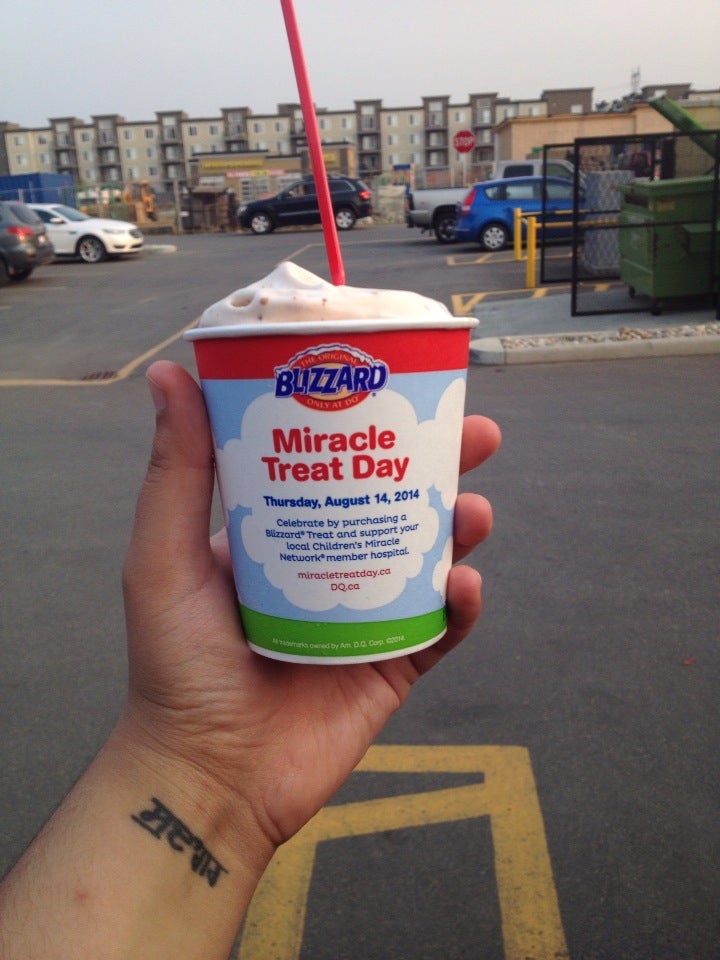 STOP
THE ORIGINAL
BLIZZARD®
ONLY AT DQ®
Miracle
Treat Day
Thursday, August 14, 2014
Celebrate by purchasing a
Blizzard® Treat and support your
local Children's Miracle
Network® member hospital.
miracletreatday.ca
DQ.ca
All trademarks owned by Am. D.Q. Corp. ©2014